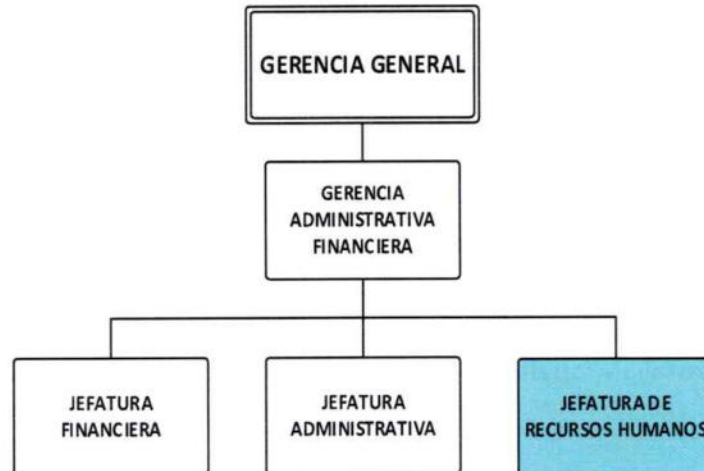 GERENCIA GENERAL
GERENCIA
ADMINISTRATIVA
FINANCIERA
JEFATURA
FINANCIERA
JEFATURA
ADMINISTRATIVA
JEFATURA DE
RECURSOS HUMANOS